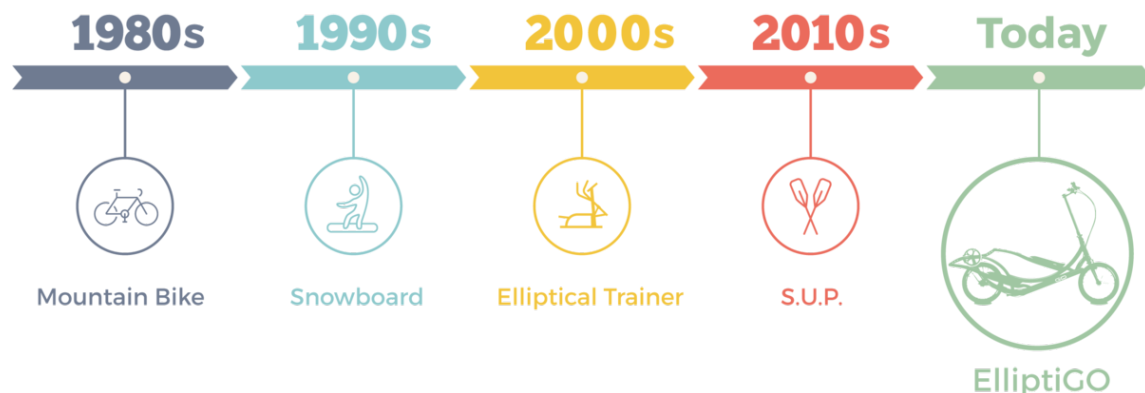 1980s
1990s
2000s
2010s
Today
Mountain Bike
Snowboard
Elliptical Trainer
S.U.P.
ElliptiGO